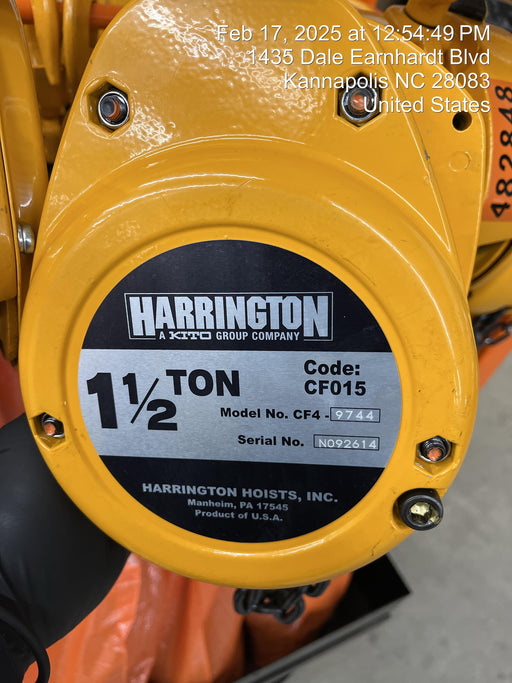 Feb 17, 2025 at 12:54:49 PM
1435 Dale Earnhardt Blvd
Kannapolis NC 28083
United States
482848
HARRINGTON
A KITO GROUP COMPANY
1 1/2 TON
Code:
CF015
Model No. CF4 - 9744
Serial No. N092614
HARRINGTON HOISTS, INC.
Manheim, PA 17545
Product of U.S.A.